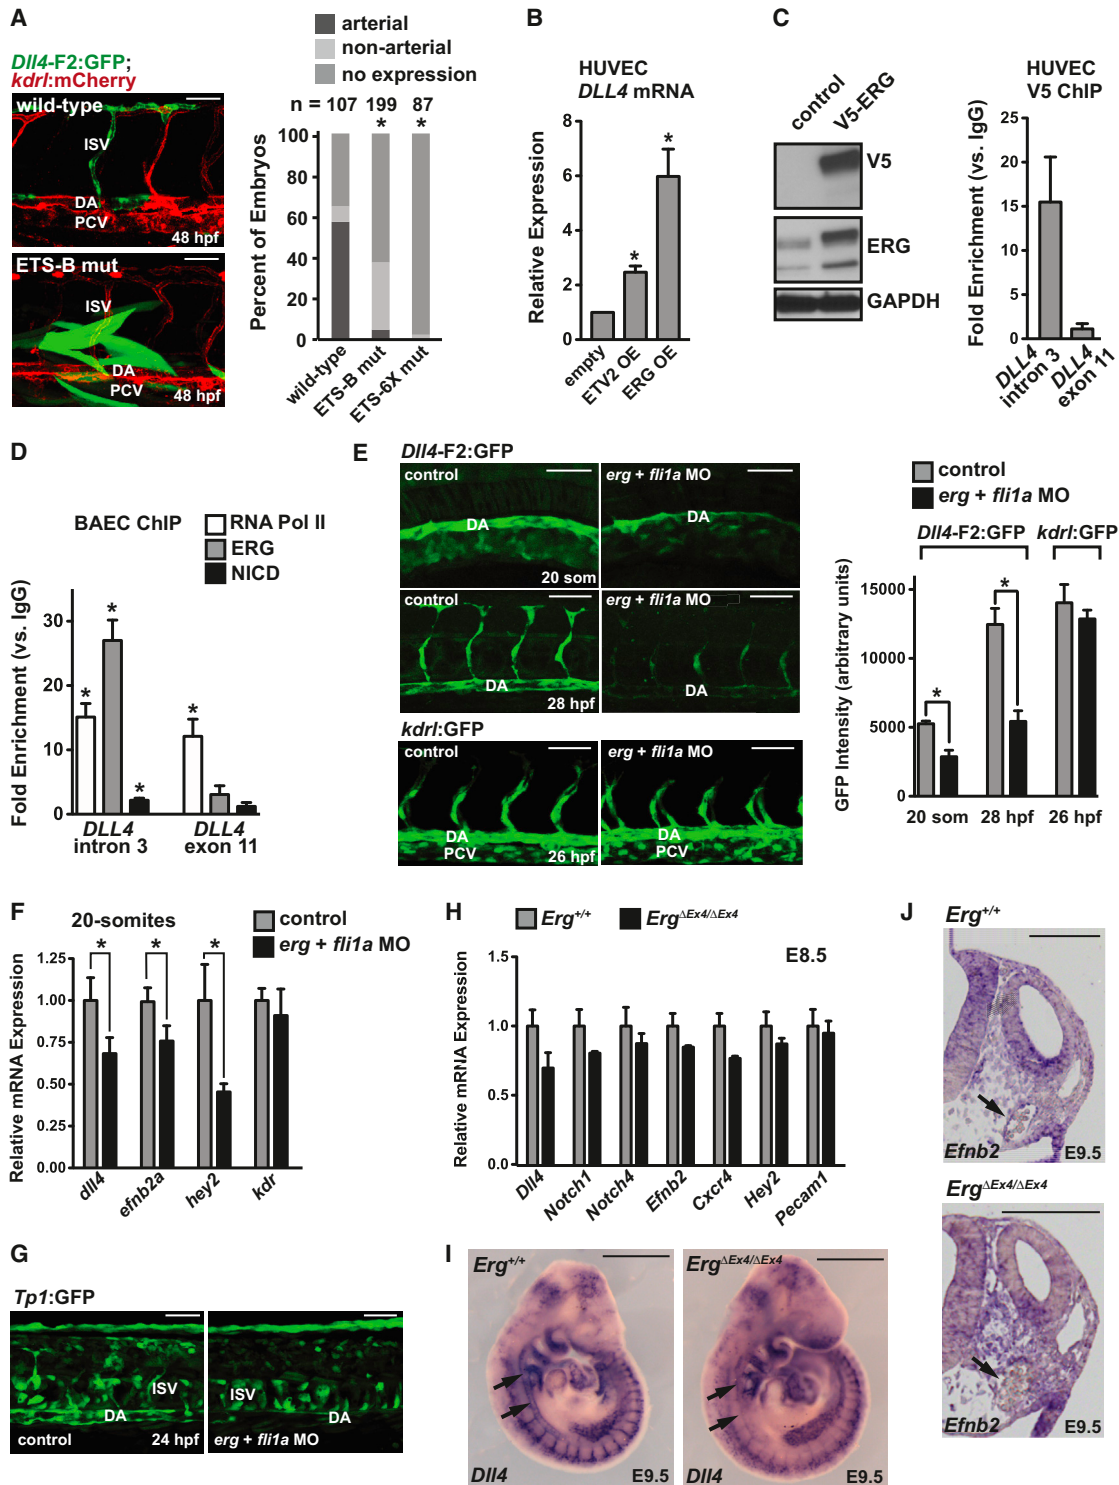 A
Dll4-F2:GFP;
kdrl:mCherry
wild-type
ISV
DA
PCV
48 hpf
ETS-B mut
ISV
DA
PCV
48 hpf
arterial
non-arterial
no expression
n = 107 199 87
* *
Percent of Embryos
100
80
60
40
20
0
wild-type
ETS-B mut
ETS-6X mut
B
HUVEC
DLL4 mRNA
Relative Expression
8
6
4
2
0
*
*
empty
ETV2 OE
ERG OE
C
control
V5-ERG
V5
ERG
GAPDH
HUVEC
V5 ChIP
Fold Enrichment (vs. IgG)
25
20
15
10
5
0
DLL4
intron 3
DLL4
exon 11
D
BAEC ChIP
RNA Pol II
ERG
NICD
Fold Enrichment (vs. IgG)
30
20
10
0
*
*
*
*
DLL4
intron 3
DLL4
exon 11
E
Dll4-F2:GFP
control
DA
20 som
erg + fli1a MO
DA
control
DA
28 hpf
erg + fli1a MO
DA
kdrl:GFP
control
DA
PCV
26 hpf
erg + fli1a MO
DA
PCV
control
erg + fli1a MO
Dll4-F2:GFP
kdrl:GFP
GFP Intensity (arbitrary units)
15000
10000
5000
0
*
*
20 som
28 hpf
26 hpf
F
20-somites
control
erg + fli1a MO
Relative mRNA Expression
1.25
1.00
0.75
0.50
0.25
0.00
* * *
dll4
efnb2a
hey2
kdr
G
Tp1:GFP
ISV
DA
control
24 hpf
ISV
DA
erg + fli1a MO
H
Erg+/+
ErgΔEx4/ΔEx4
E8.5
Relative mRNA Expression
1.5
1.0
0.5
0.0
Dll4
Notch1
Notch4
Efnb2
Cxcr4
Hey2
Pecam1
I
Erg+/+
Dll4
E9.5
ErgΔEx4/ΔEx4
Dll4
E9.5
J
Erg+/+
Efnb2
E9.5
ErgΔEx4/ΔEx4
Efnb2
E9.5